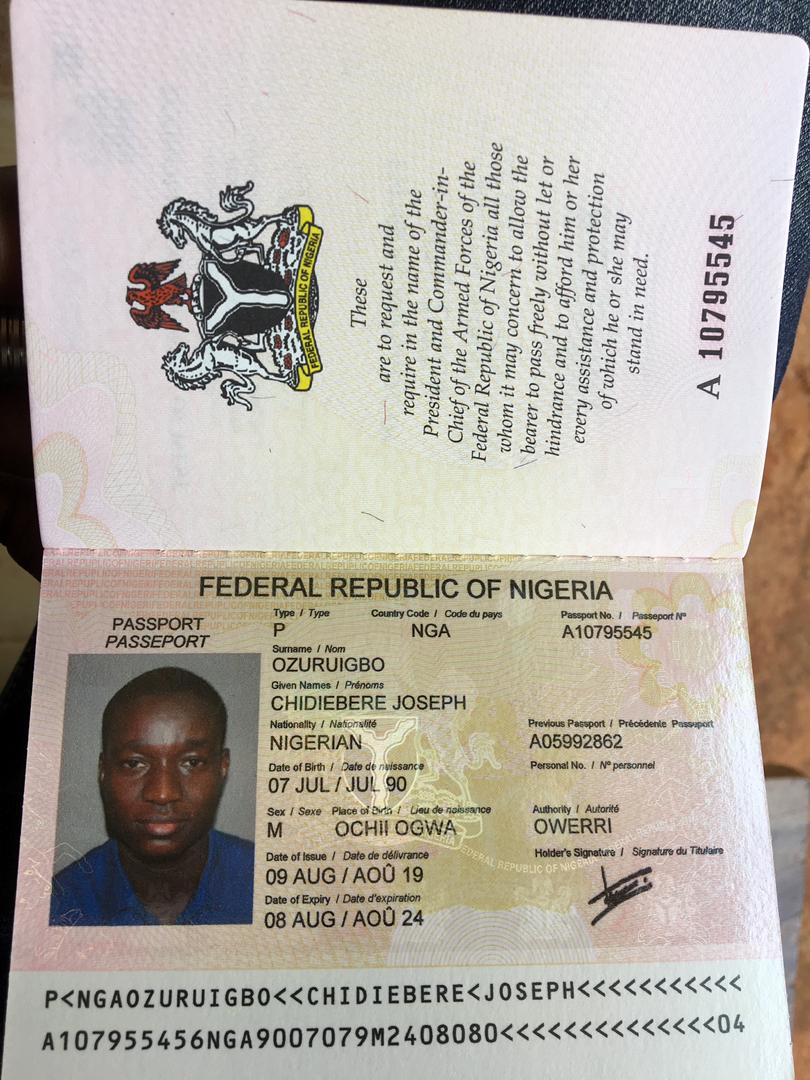 FEDERAL REPUBLIC OF NIGERIA
These
are to request and
require in the name of the
President and Commander-in-
Chief of the Armed Forces of the
Federal Republic of Nigeria all those
whom it may concern to allow the
bearer to pass freely without let or
hindrance and to afford him or her
every assistance and protection
of which he or she may
stand in need.
A 10795545
FEDERAL REPUBLIC OF NIGERIA
PASSPORT
PASSEPORT
Type / Type Country Code / Code du pays Passport No. / Passeport N°
P NGA A10795545
Surname / Nom
OZURUIGBO
Given Names / Prénoms
CHIDIEBERE JOSEPH
Nationality / Nationalité Previous Passport / Précédente Passeport
NIGERIAN A05992862
Date of Birth / Date de naissance Personal No. / N° personnel
07 JUL / JUL 90
Sex / Sexe Place of Birth / Lieu de naissance Authority / Autorité
M OCHII OGWA OWERRI
Date of Issue / Date de délivrance Holder's Signature / Signature du Titulaire
09 AUG / AOÛ 19
Date of Expiry / Date d'expiration
08 AUG / AOÛ 24
P<NGAOZURUIGBO<<CHIDIEBERE<JOSEPH<<<<<<<<<<<
A107955456NGA9007079M2408080<<<<<<<<<<<<<<04